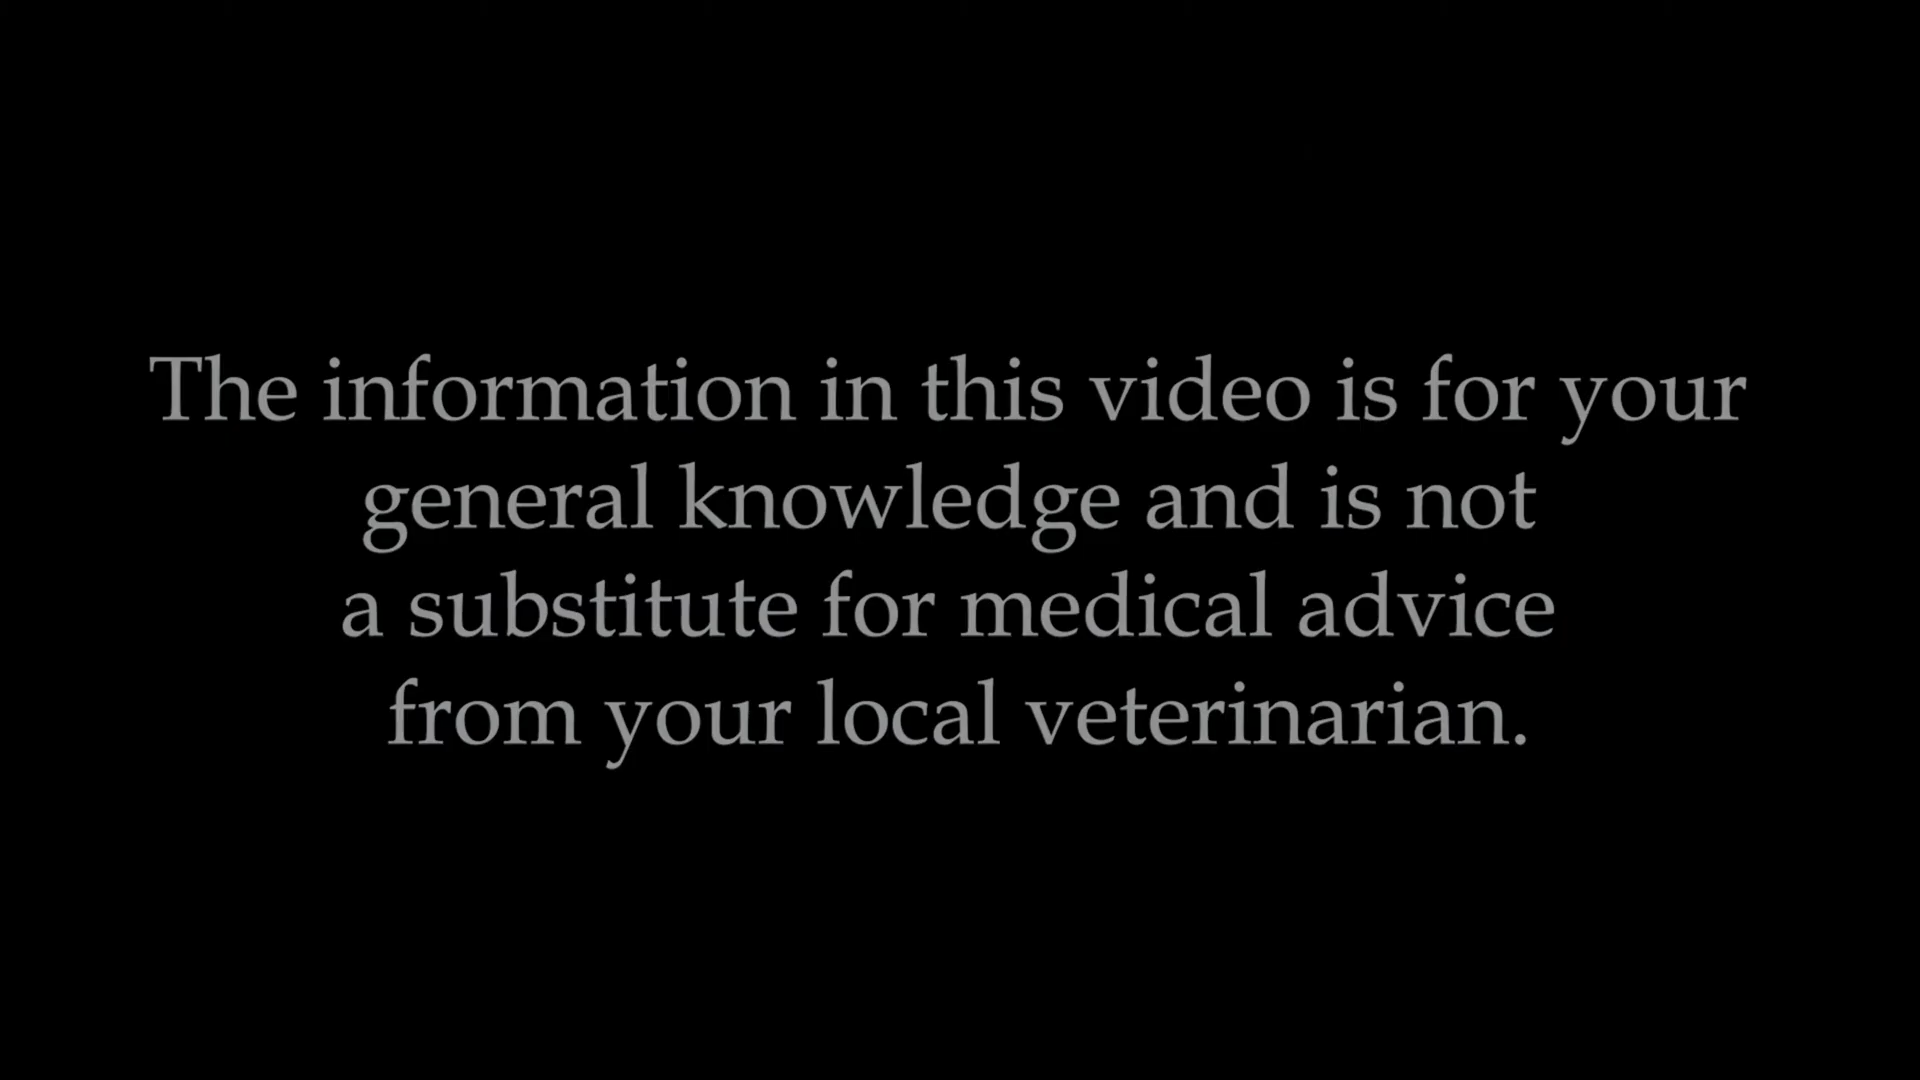 The information in this video is for your
general knowledge and is not
a substitute for medical advice
from your local veterinarian.